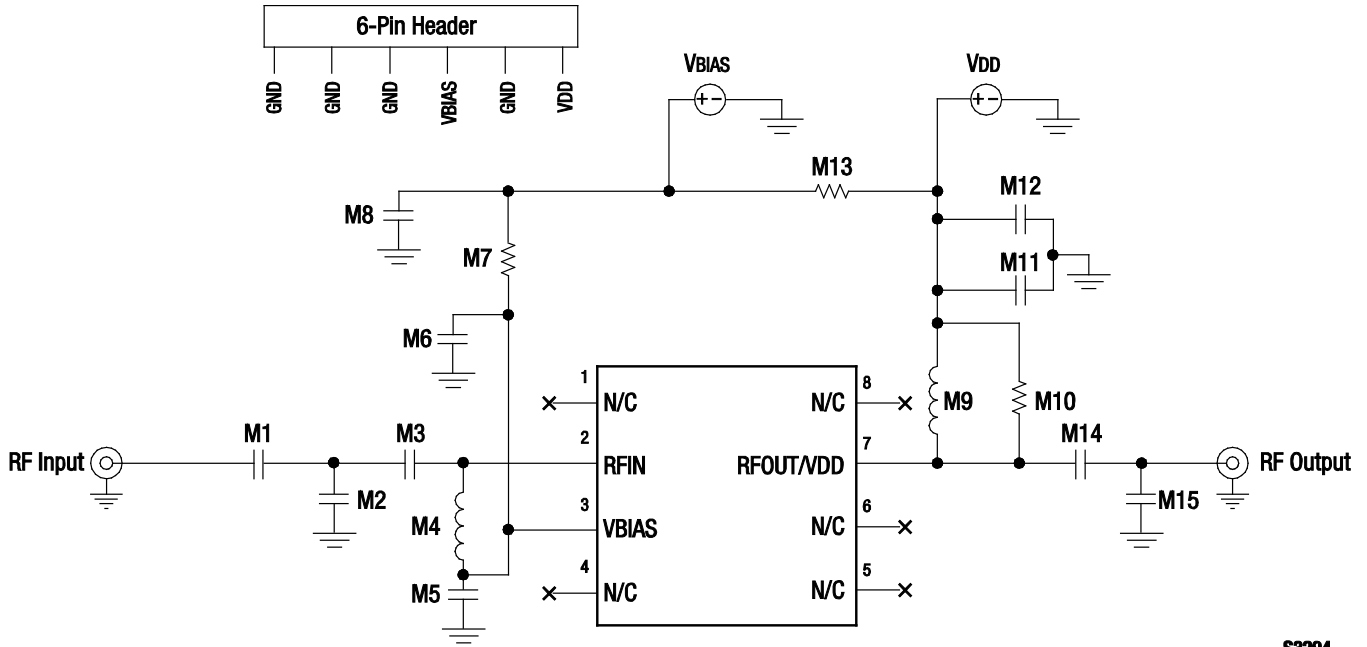 6-Pin Header
GND
GND
GND
VBIAS
GND
VDD
VBIAS
VDD
M13
M12
M8
M7
M11
M6
1
N/C
8
N/C
M9
M10
RF Input
M1
M3
2
RFIN
7
RFOUT/VDD
M14
RF Output
M2
M4
3
VBIAS
6
N/C
M15
M5
4
N/C
5
N/C